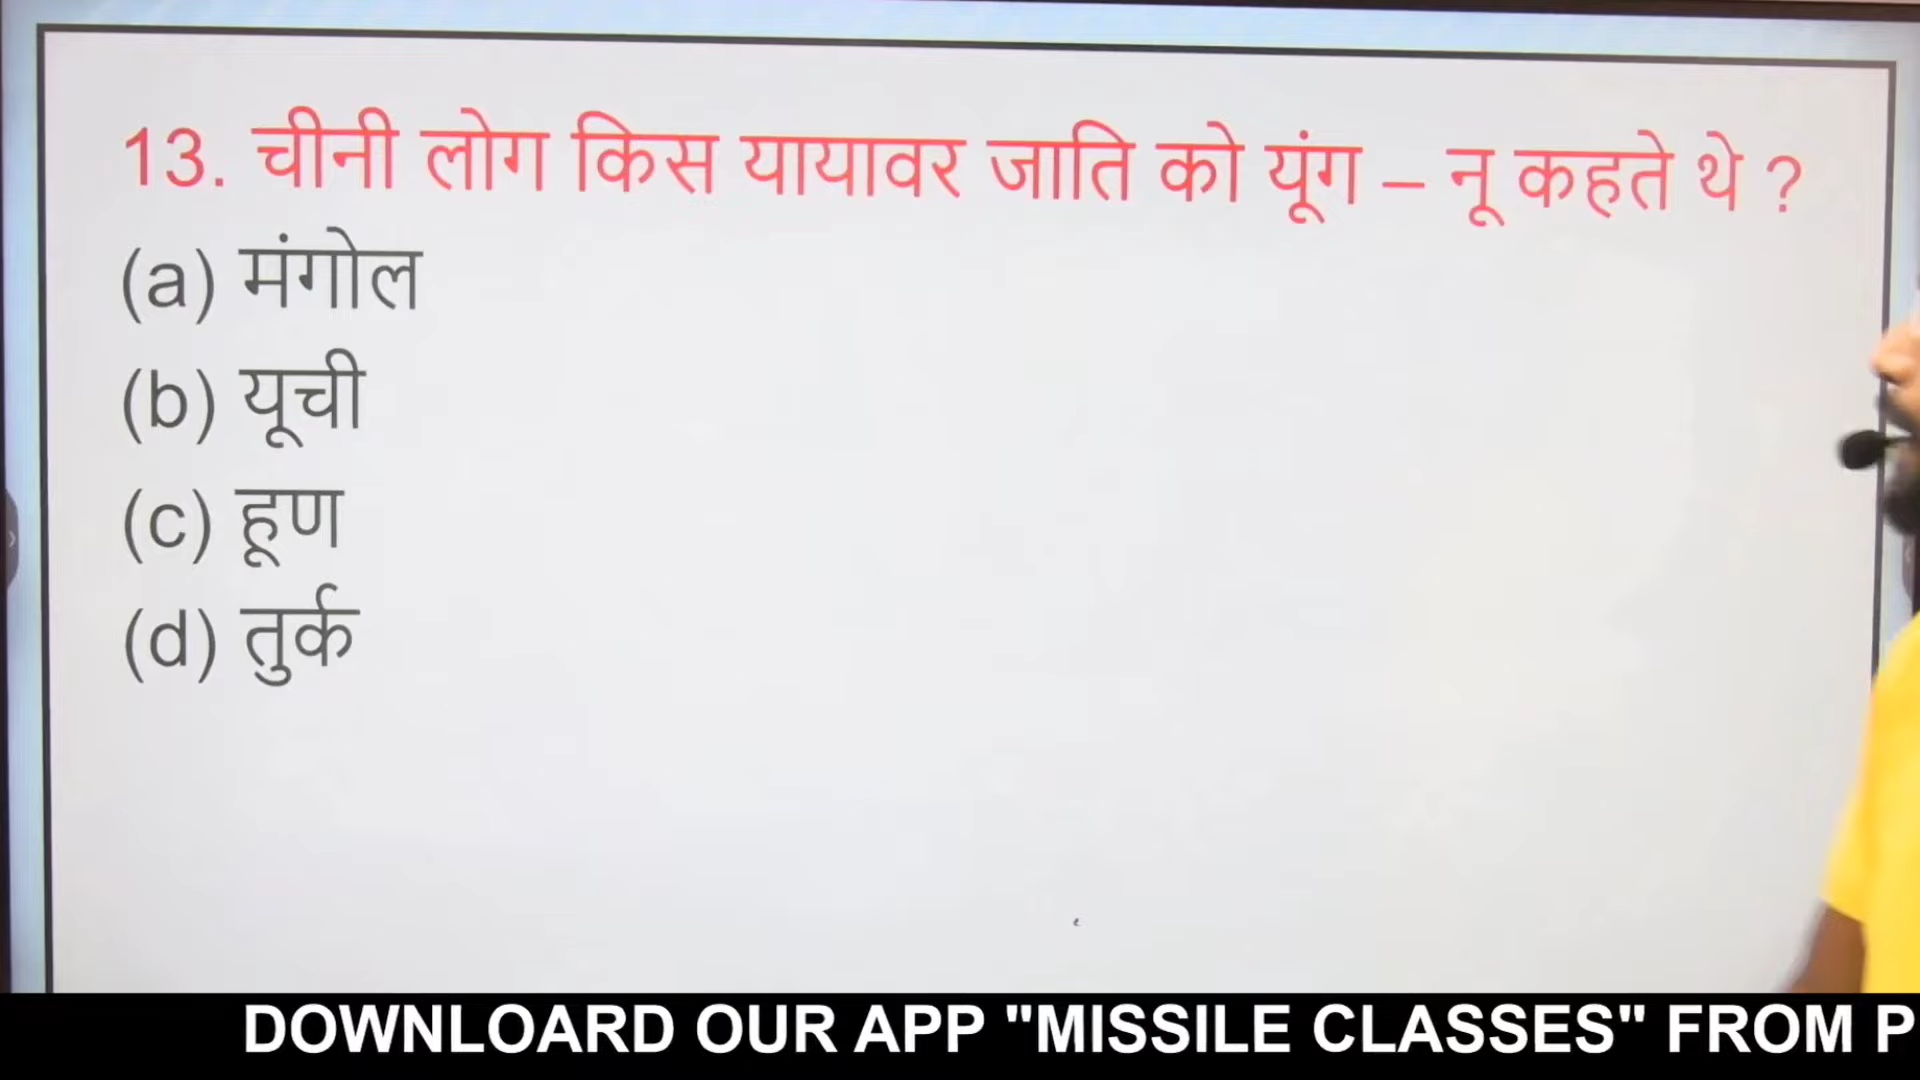 13. चीनी लोग किस यायावर जाति को यूंग – नू कहते थे ?
(a) मंगोल
(b) यूची
(c) हूण
(d) तुर्क
DOWNLOARD OUR APP "MISSILE CLASSES" FROM P